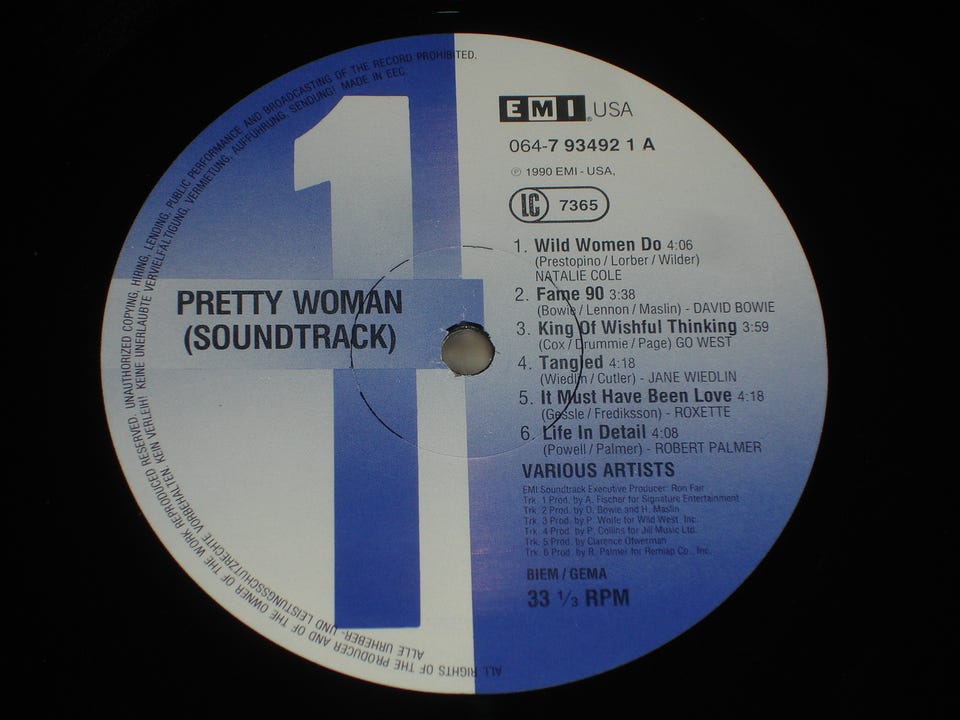 1
PRETTY WOMAN
(SOUNDTRACK)
EMI® USA
064-7 93492 1 A
℗ 1990 EMI - USA,
LC 7365
1. Wild Women Do 4:06
(Prestopino / Lorber / Wilder)
NATALIE COLE
2. Fame 90 3:38
(Bowie / Lennon / Maslin) - DAVID BOWIE
3. King Of Wishful Thinking 3:59
(Cox / Drummie / Page) GO WEST
4. Tangled 4:18
(Wiedlin / Cutler) - JANE WIEDLIN
5. It Must Have Been Love 4:18
(Gessle / Frediksson) - ROXETTE
6. Life In Detail 4:08
(Powell / Palmer) - ROBERT PALMER
VARIOUS ARTISTS
EMI Soundtrack Executive Producer: Ron Fair
Trk. 1 Prod. by A. Fischer for Signature Entertainment
Trk. 2 Prod by D. Bowie and H. Maslin
Trk. 3 Prod. by P. Wolfe for Wild West, Inc.
Trk. 4 Prod. by P. Collins for Jill Music Ltd.
Trk. 5 Prod. by Clarence Öfwerman
Trk. 6 Prod. by R. Palmer for Remlap Co., Inc.
BIEM / GEMA
33 1/3 RPM
ALL RIGHTS OF THE PRODUCER AND OF THE OWNER OF THE WORK REPRODUCED RESERVED. UNAUTHORIZED COPYING, HIRING, LENDING, PUBLIC PERFORMANCE AND BROADCASTING OF THE RECORD PROHIBITED.
ALLE URHEBER- UND LEISTUNGSSCHUTZRECHTE VORBEHALTEN. KEIN VERLEIH! KEINE UNERLAUBTE VERVIELFÄLTIGUNG, VERMIETUNG, AUFFÜHRUNG, SENDUNG! MADE IN EEC.